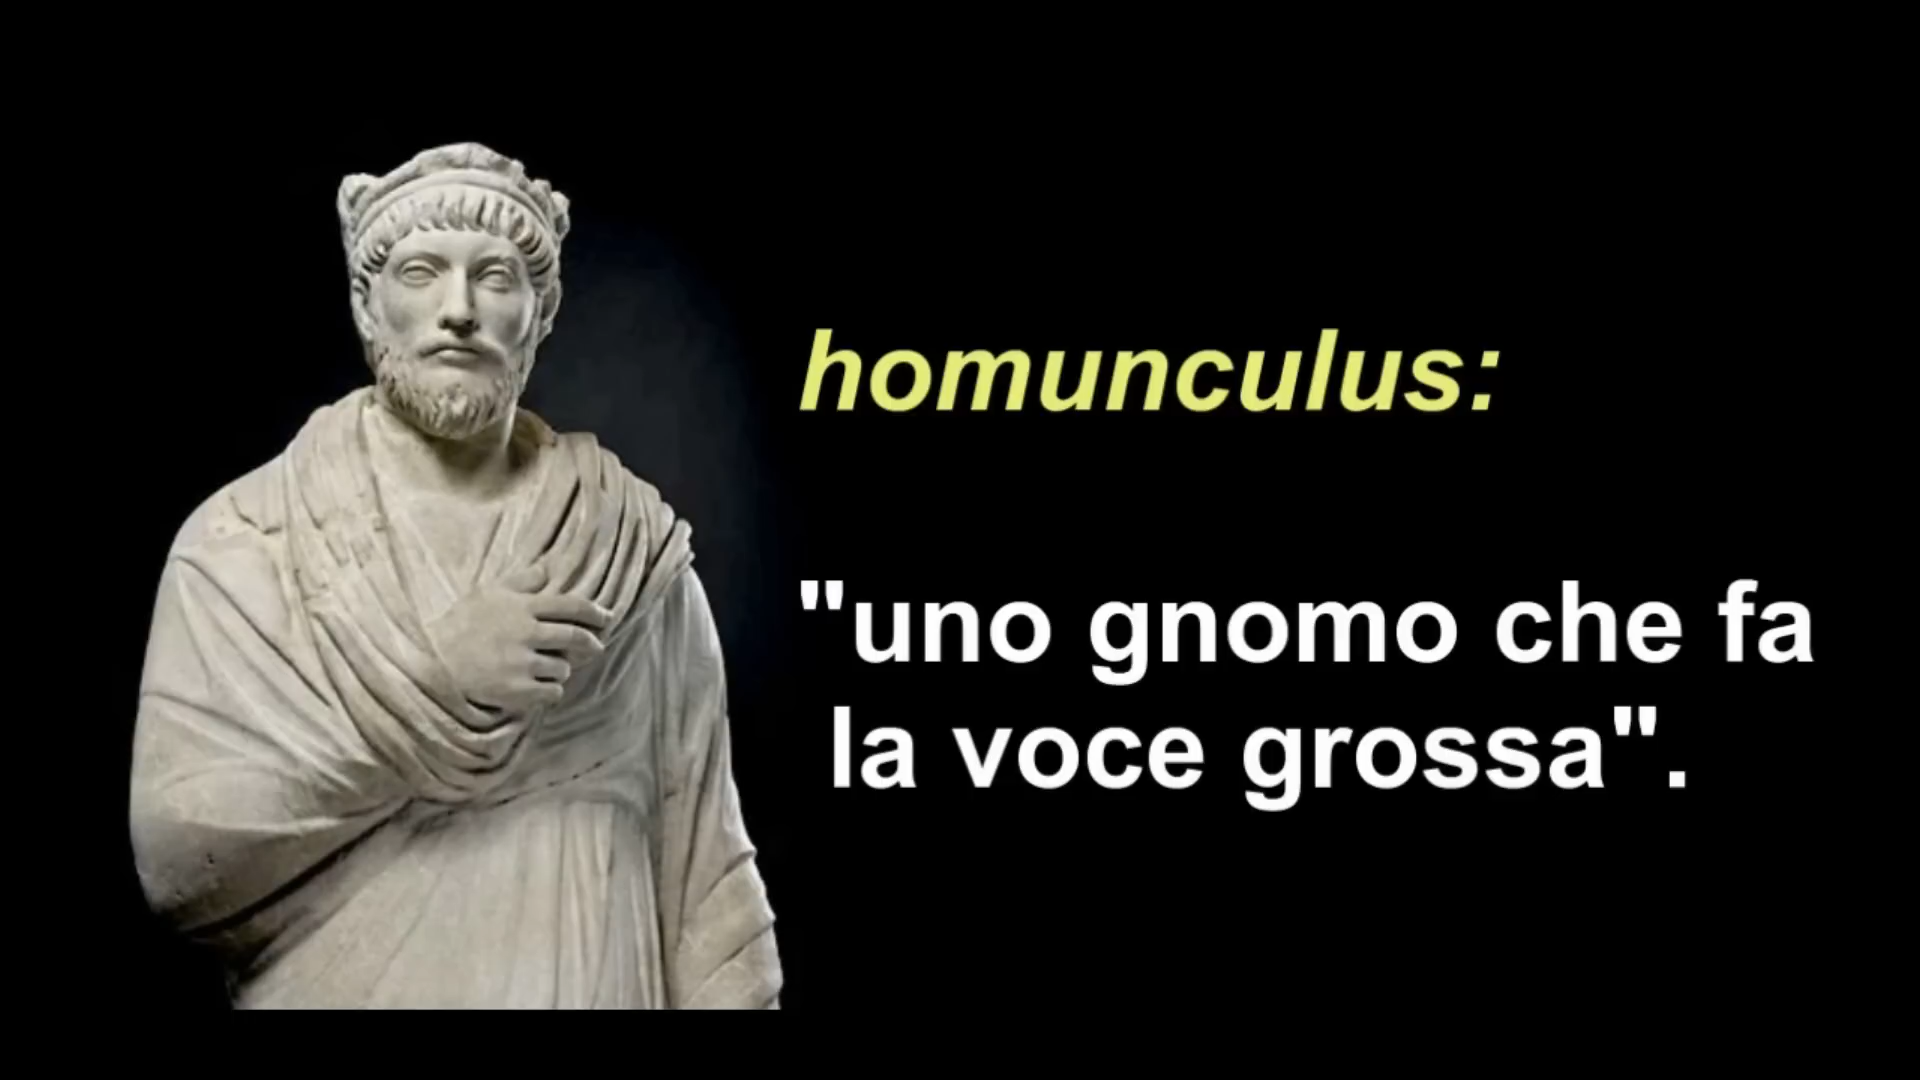 homunculus:
"uno gnomo che fa
la voce grossa".